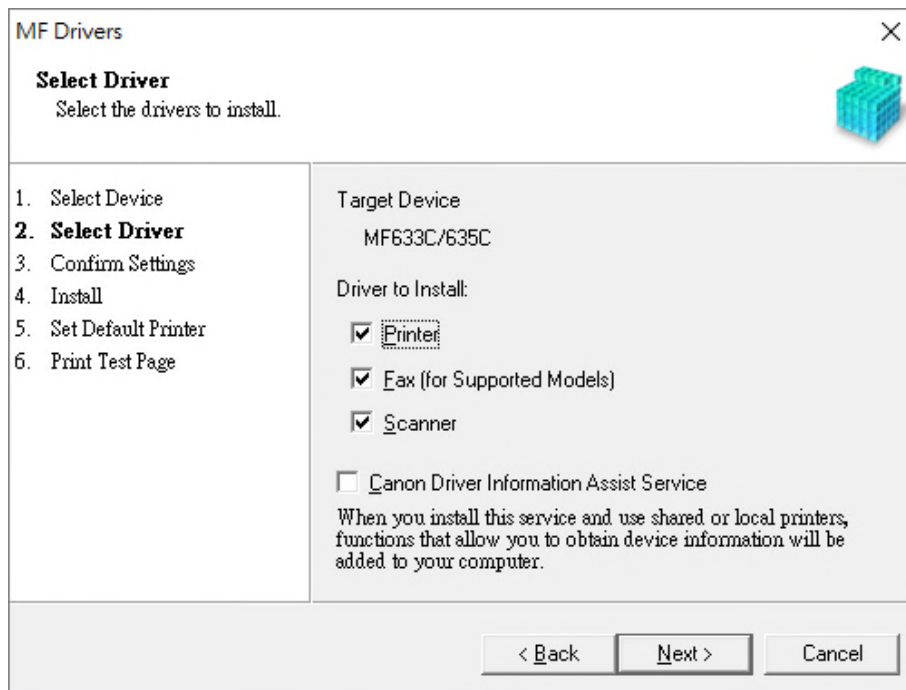 MF Drivers
Select Driver
Select the drivers to install.
1. Select Device
2. Select Driver
3. Confirm Settings
4. Install
5. Set Default Printer
6. Print Test Page
Target Device
MF633C/635C
Driver to Install:
Printer
Fax (for Supported Models)
Scanner
Canon Driver Information Assist Service
When you install this service and use shared or local printers,
functions that allow you to obtain device information will be
added to your computer.
< Back
Next >
Cancel